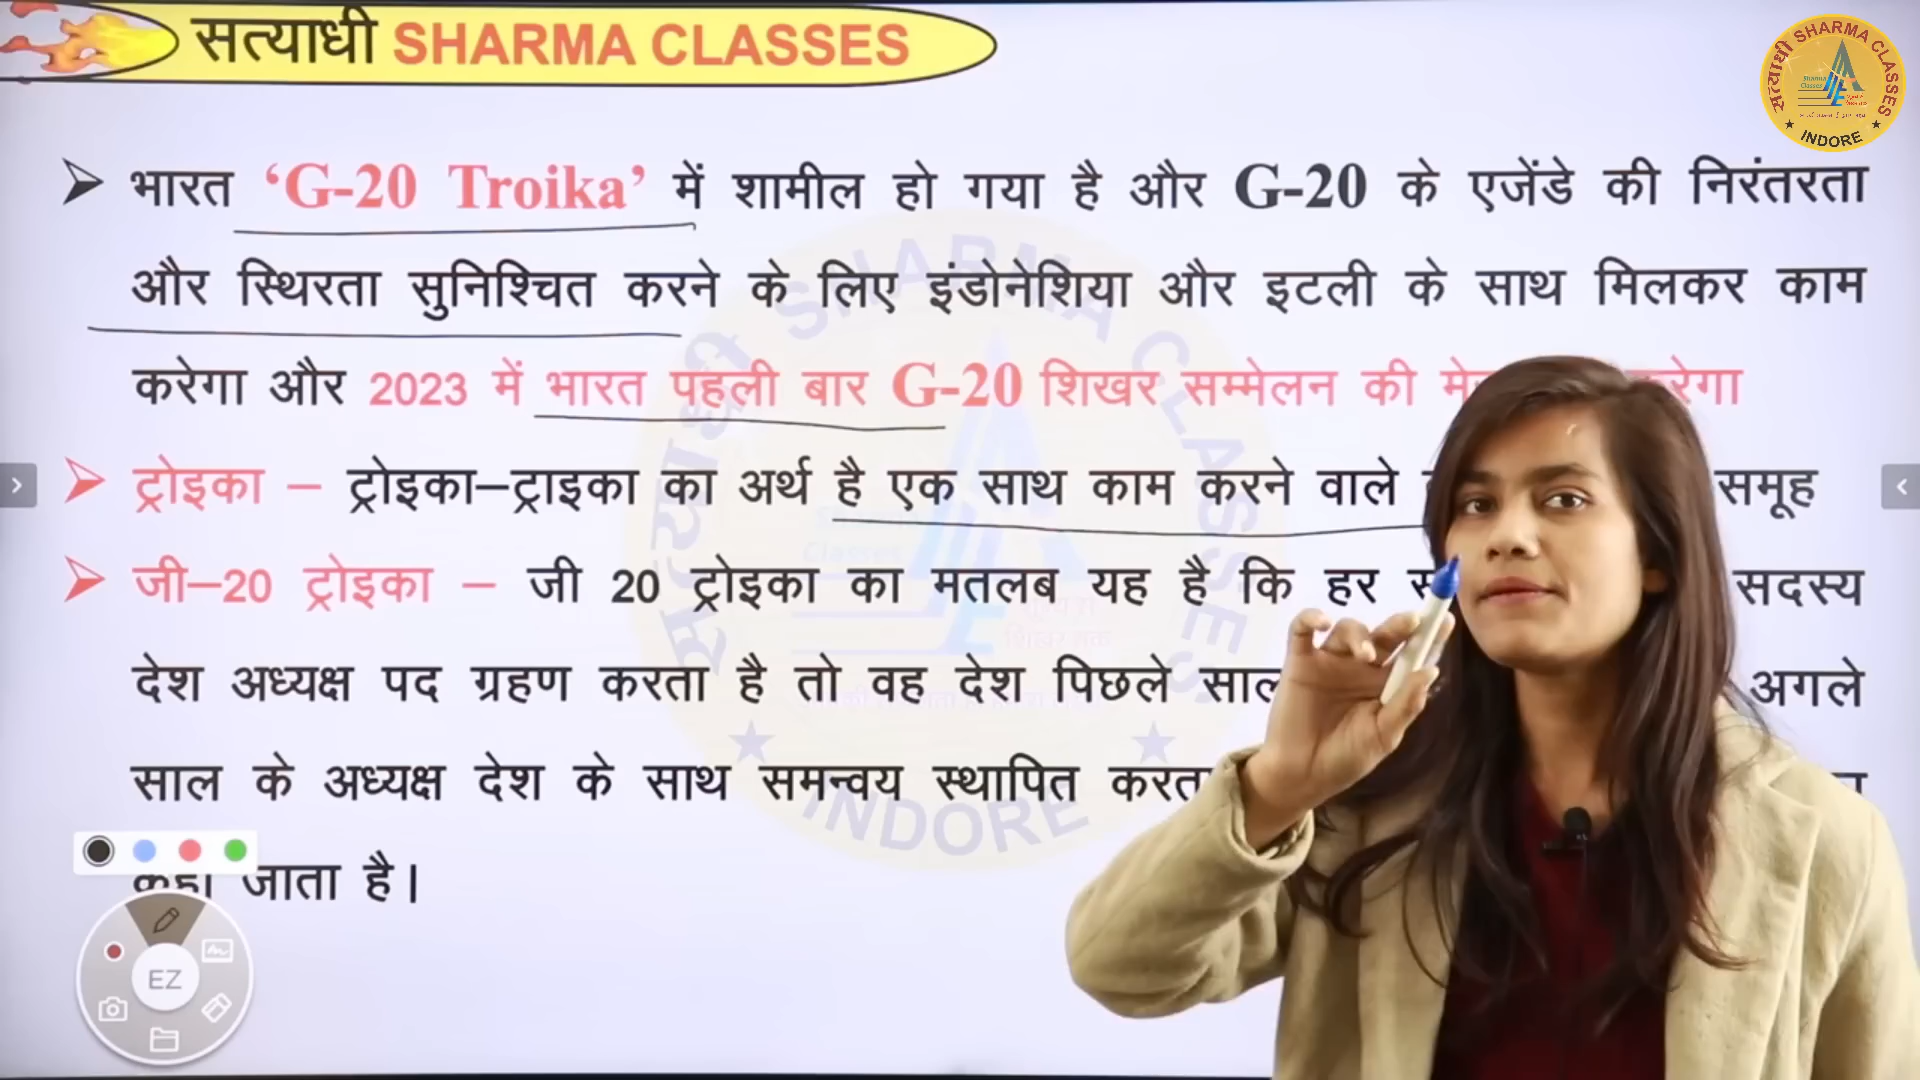 सत्याधी SHARMA CLASSES
सत्याधी SHARMA CLASSES
INDORE
भारत ‘G-20 Troika’ में शामील हो गया है और G-20 के एजेंडे की निरंतरता
और स्थिरता सुनिश्चित करने के लिए इंडोनेशिया और इटली के साथ मिलकर काम
करेगा और 2023 में भारत पहली बार G-20 शिखर सम्मेलन की करेगा
ट्रोइका – ट्रोइका–ट्राइका का अर्थ है एक साथ काम करने वाले समूह
जी–20 ट्रोइका – जी 20 ट्रोइका का मतलब यह है कि हर सदस्य
देश अध्यक्ष पद ग्रहण करता है तो वह देश पिछले साल अगले
साल के अध्यक्ष देश के साथ समन्वय स्थापित करता
कहा जाता है।
EZ